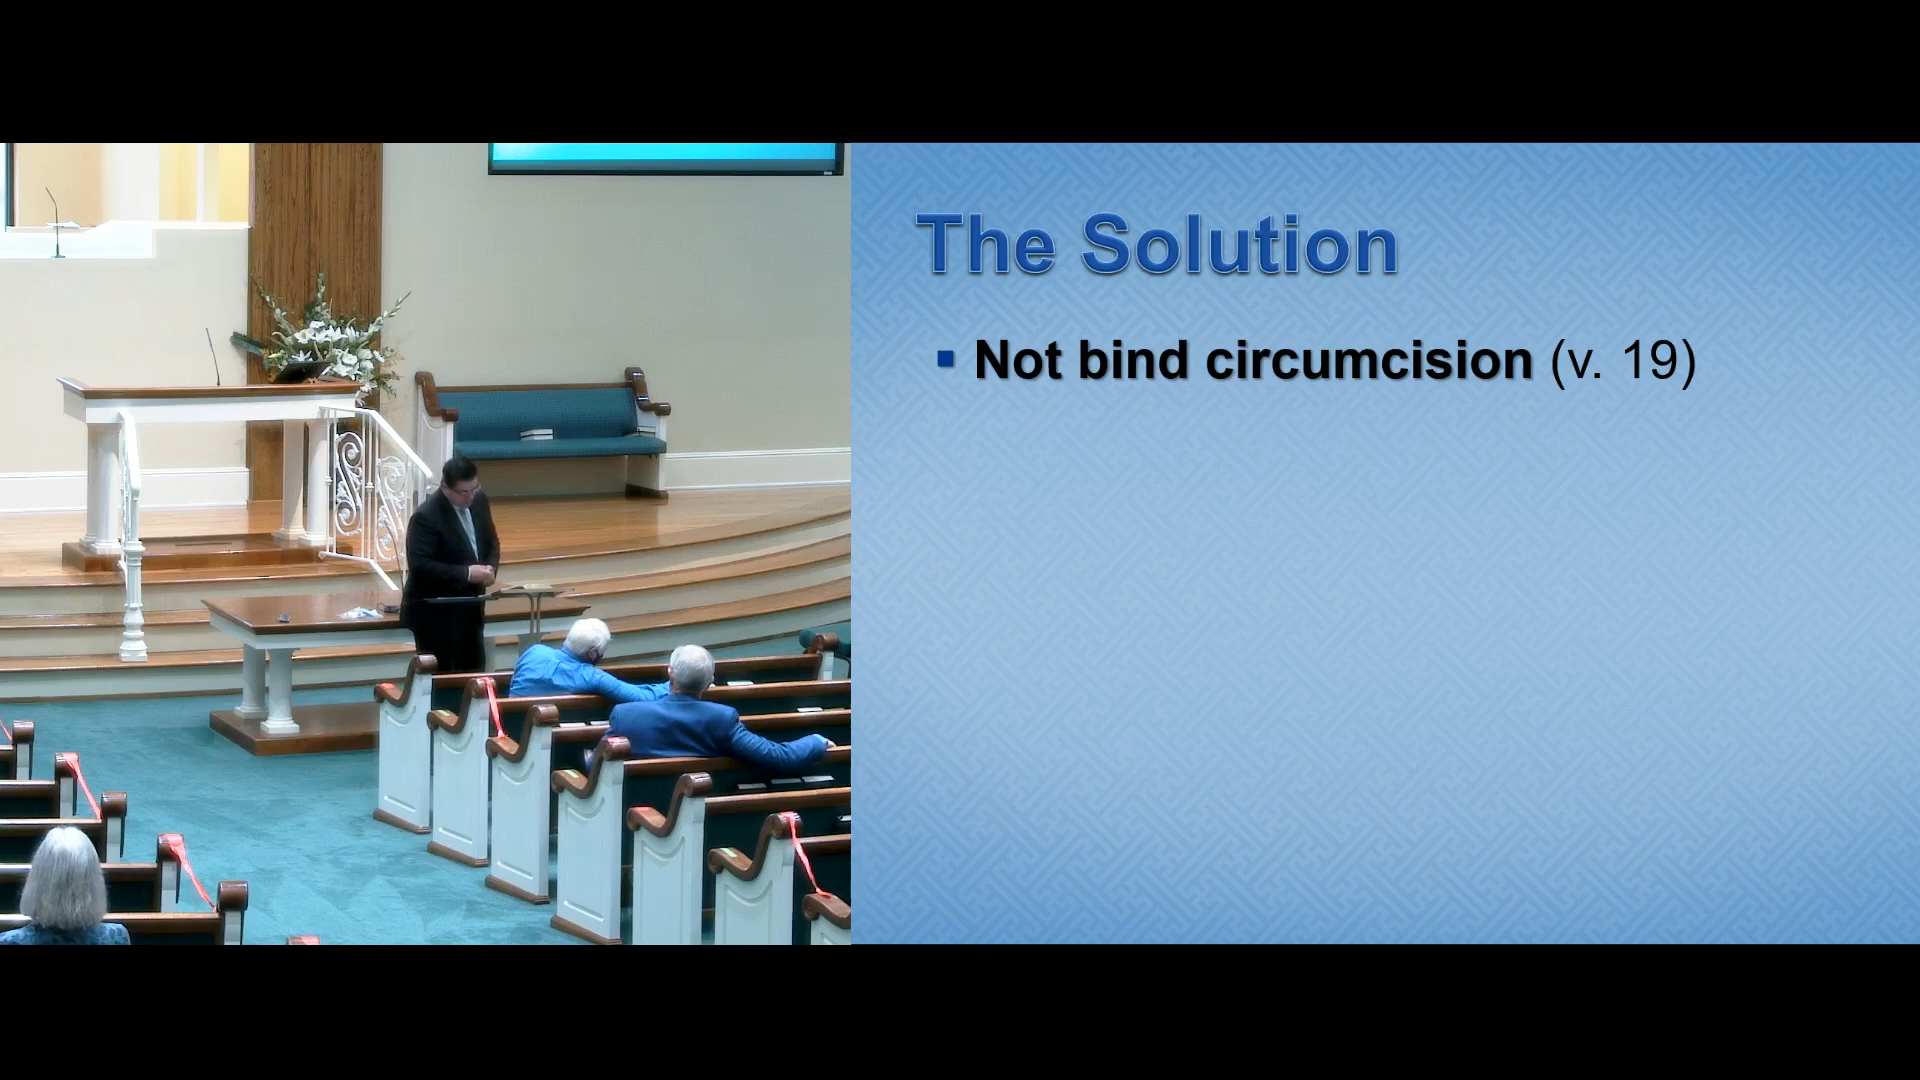 The Solution
▪ Not bind circumcision (v. 19)